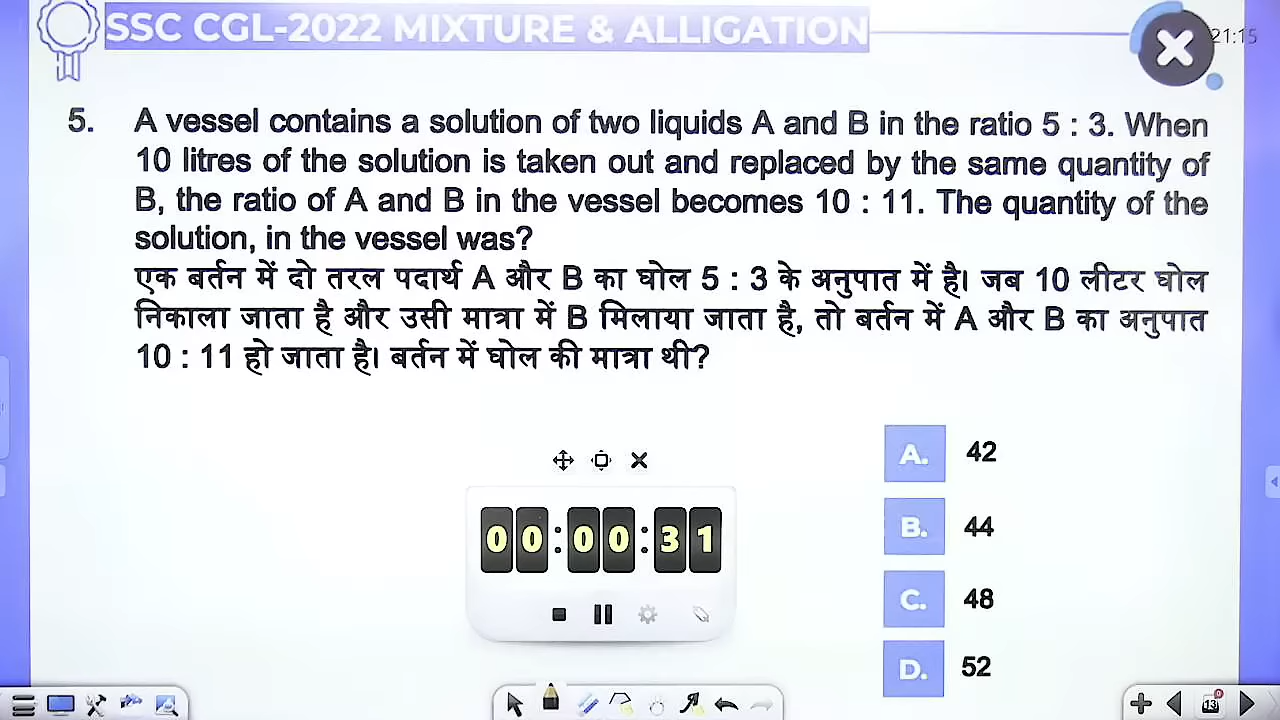 SSC CGL-2022 MIXTURE & ALLIGATION
21:15
5. A vessel contains a solution of two liquids A and B in the ratio 5 : 3. When
10 litres of the solution is taken out and replaced by the same quantity of
B, the ratio of A and B in the vessel becomes 10 : 11. The quantity of the
solution, in the vessel was?
एक बर्तन में दो तरल पदार्थ A और B का घोल 5 : 3 के अनुपात में है। जब 10 लीटर घोल
निकाला जाता है और उसी मात्रा में B मिलाया जाता है, तो बर्तन में A और B का अनुपात
10 : 11 हो जाता है। बर्तन में घोल की मात्रा थी?
A. 42
B. 44
C. 48
D. 52
00:00:31
13